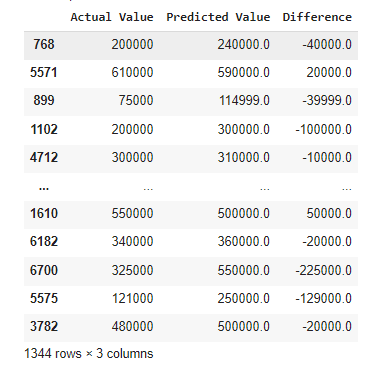 Actual Value Predicted Value Difference
768 200000 240000.0 -40000.0
5571 610000 590000.0 20000.0
899 75000 114999.0 -39999.0
1102 200000 300000.0 -100000.0
4712 300000 310000.0 -10000.0
... ... ... ...
1610 550000 500000.0 50000.0
6182 340000 360000.0 -20000.0
6700 325000 550000.0 -225000.0
5575 121000 250000.0 -129000.0
3782 480000 500000.0 -20000.0
1344 rows × 3 columns